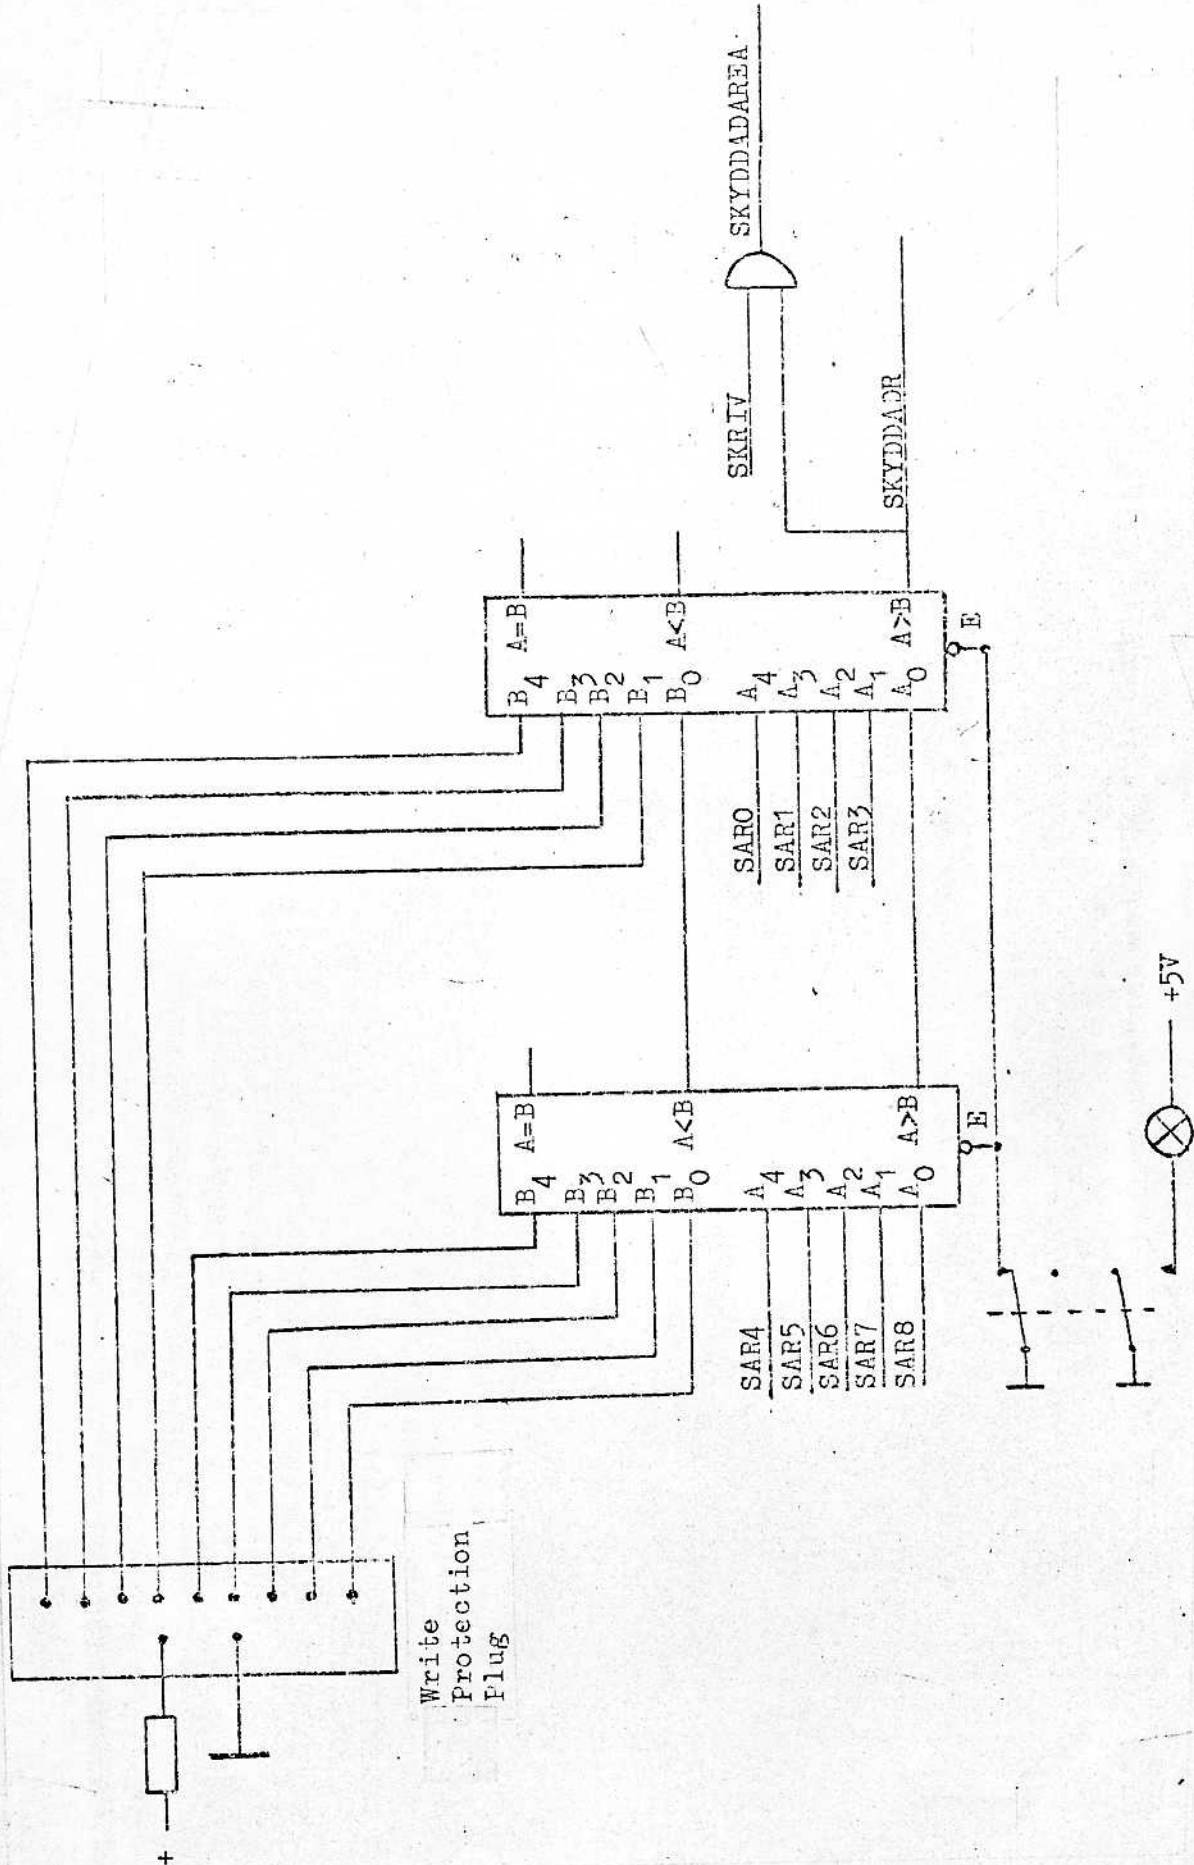 +
Write
Protection
Plug
B4
B3
B2
B1
B0
A4
A3
A2
A1
A0
A=B
A<B
A>B
E
SAR4
SAR5
SAR6
SAR7
SAR8
B4
B3
B2
B1
B0
A4
A3
A2
A1
A0
A=B
A<B
A>B
E
SAR0
SAR1
SAR2
SAR3
+5V
SKRIV
SKYDDADR
SKYDDADAREA